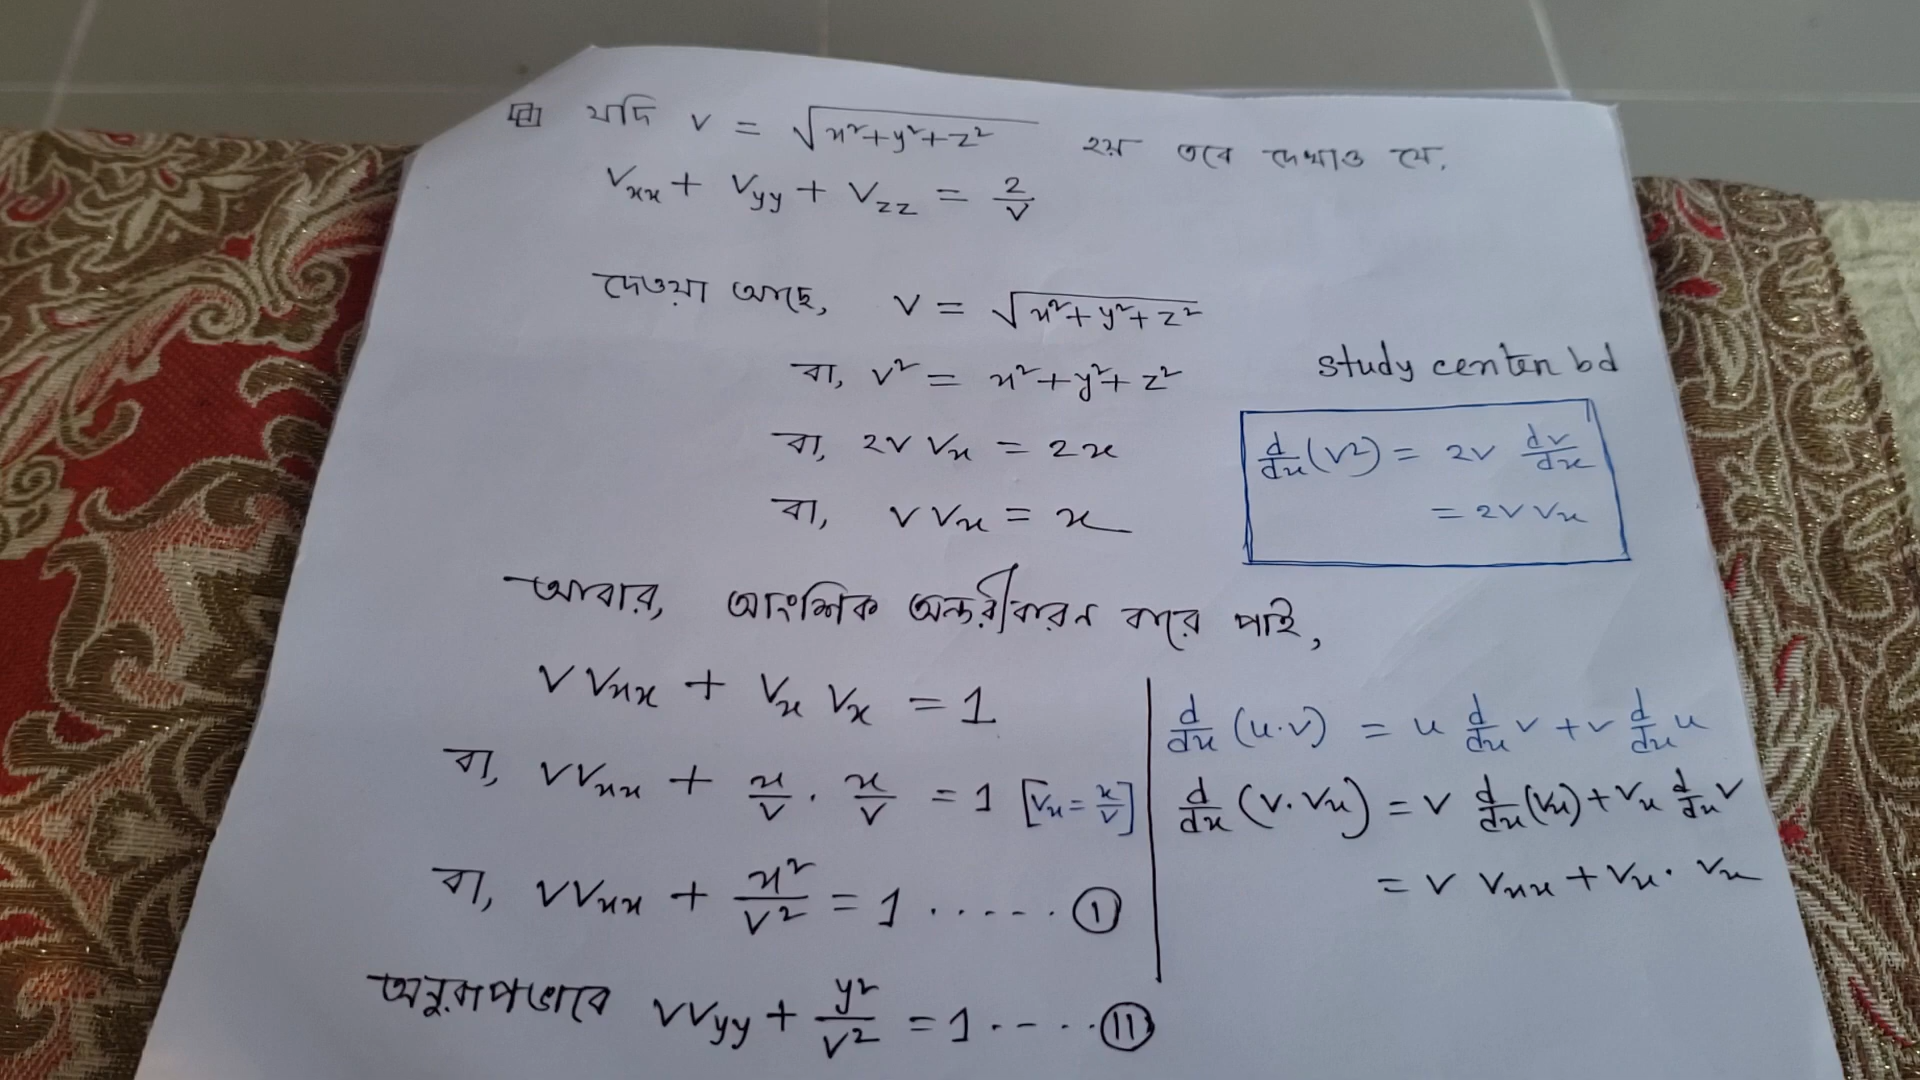 যদি v = √x²+y²+z² হয় তবে দেখাও যে,
Vxx + Vyy + Vzz = 2/v
দেওয়া আছে, v = √x²+y²+z²
বা, v² = x²+y²+z²
study center bd
বা, 2v Vx = 2x
বা, v Vx = x
d/dx (v2) = 2v dv/dx
= 2v Vx
আবার, আংশিক অন্তরীকরন করে পাই,
v Vxx + Vx Vx = 1
বা, v Vxx + x/v . x/v = 1 [Vx = x/v]
বা, v Vxx + x²/v² = 1 ...... ①
d/dx (u.v) = u d/dx v + v d/dx u
d/dx (v. Vx) = v d/dx (Vx) + Vx d/dx v
= v Vxx + Vx . Vx
অনুরূপভাবে v Vyy + y²/v² = 1 .---.. ⑪